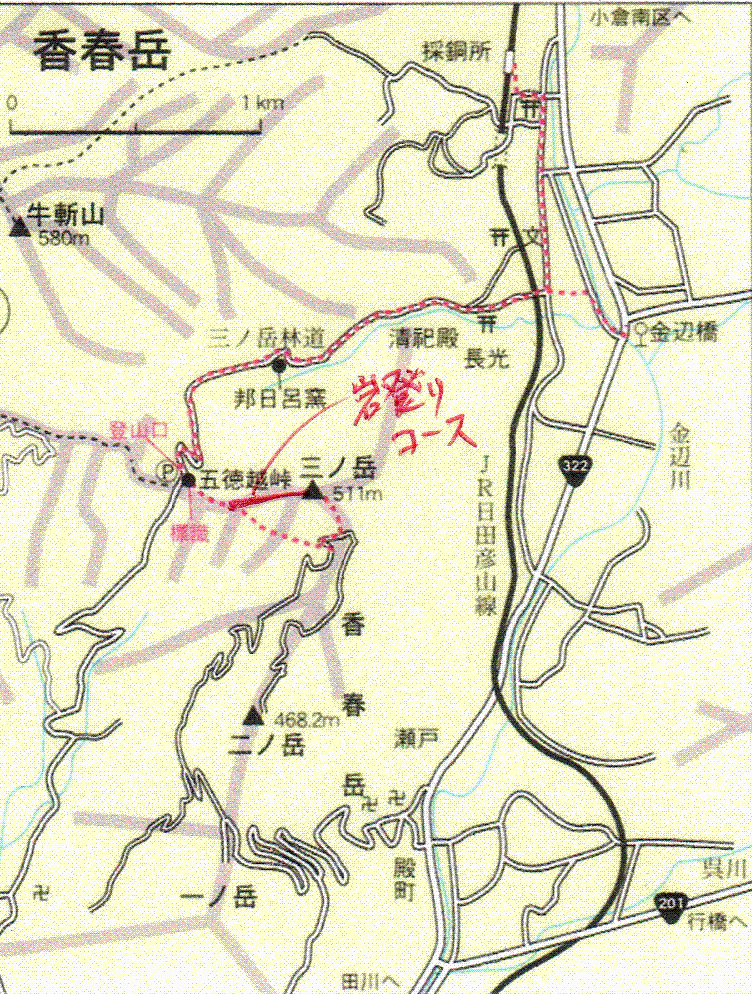 小倉南区へ
香春岳
採銅所
0 1km
牛斬山
580m
文
三ノ岳林道
清祀殿
金辺橋
長光
邦日呂窯
岩登り
コース
登山口
金辺川
P
五徳越峠
三ノ岳
511m
322
標識
JR日田彦山線
香春岳
468.2m
二ノ岳
瀬戸
殿町
一ノ岳
呉川
201
行橋へ
田川へ